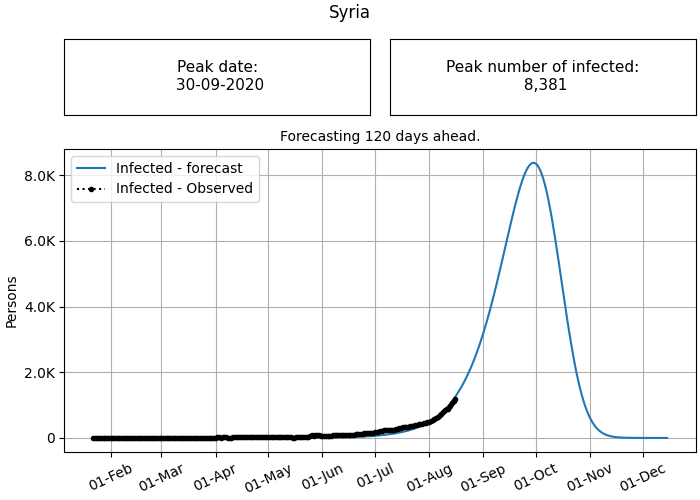 Syria
Peak date:
30-09-2020
Peak number of infected:
8,381
Forecasting 120 days ahead.
Infected - forecast
Infected - Observed
8.0K
6.0K
4.0K
2.0K
0
Persons
01-Feb
01-Mar
01-Apr
01-May
01-Jun
01-Jul
01-Aug
01-Sep
01-Oct
01-Nov
01-Dec